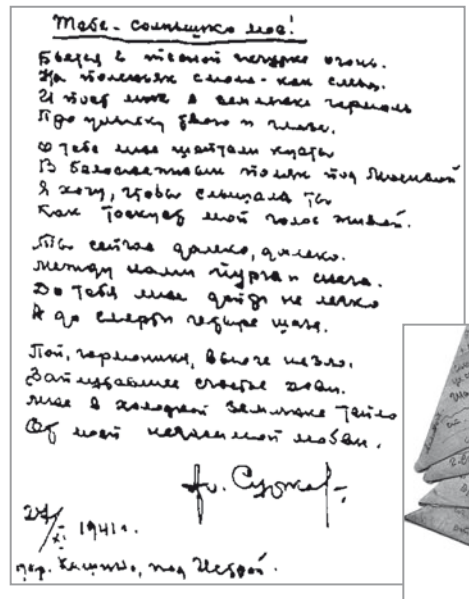 Тебе - солнышко мое!
Бьется в тесной печурке огонь.
На поленьях смола - как слеза.
И поет мне в землянке гармонь
Про улыбку твою и глаза.
О тебе мне шептали кусты
В белоснежных полях под Москвой
Я хочу, чтобы слышала ты
Как тоскует мой голос живой.
Ты сейчас далеко, далеко.
Между нами пурга и снега.
До тебя мне дойти не легко
А до смерти четыре шага.
Пой, гармоника, вьюге на зло.
Заплутавшее счастье зови.
Мне в холодной землянке тепло
От моей негасимой любви.
А. Сурков
27/XI 1941 г.
дер. Кашино, под Истрой.